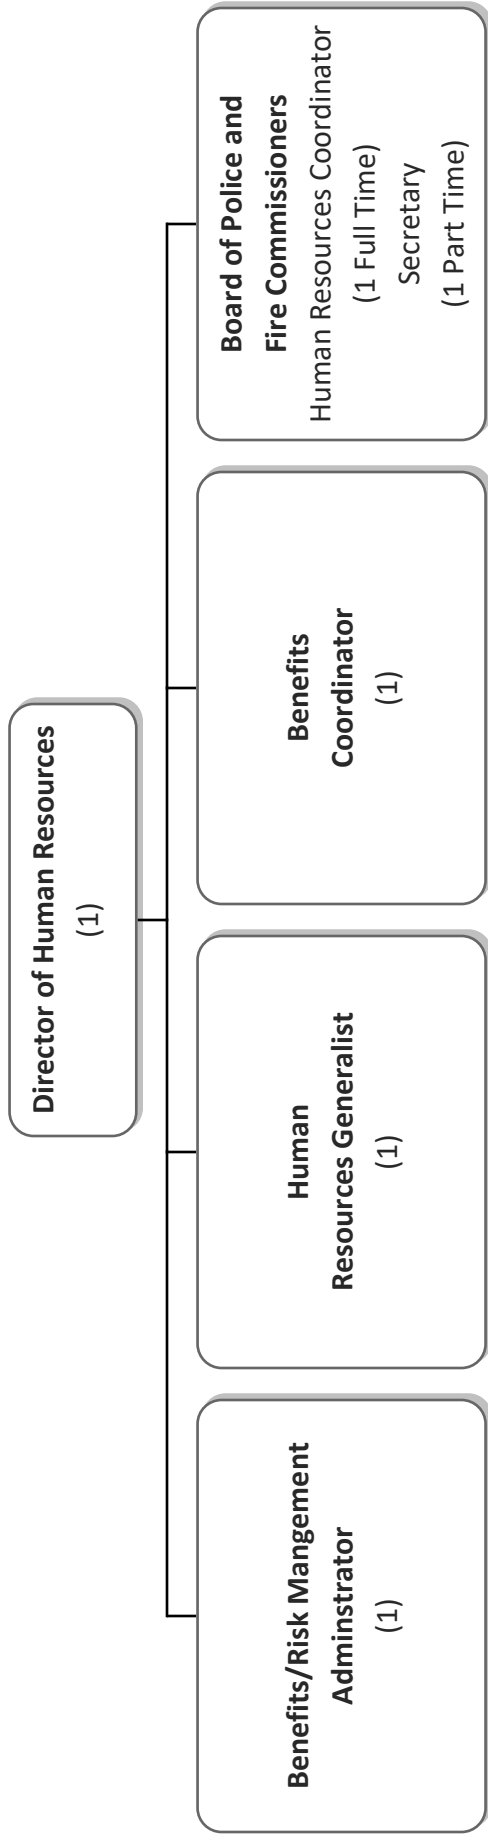 Director of Human Resources
(1)
Benefits/Risk Mangement
Adminstrator
(1)
Human
Resources Generalist
(1)
Benefits
Coordinator
(1)
Board of Police and
Fire Commissioners
Human Resources Coordinator
(1 Full Time)
Secretary
(1 Part Time)